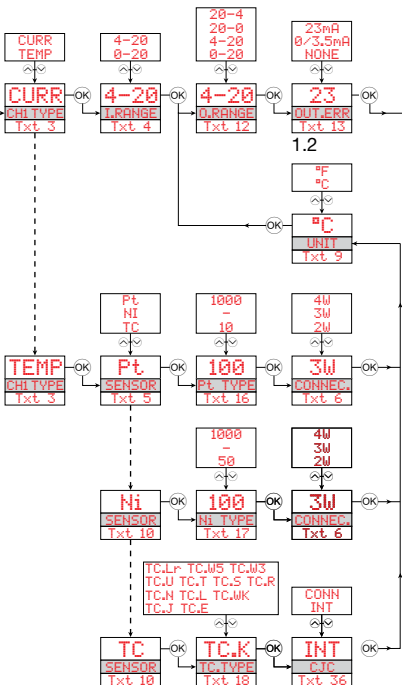 CURR
TEMP
4-20
0-20
20-4
20-0
4-20
0-20
23mA
0/3.5mA
NONE
CURR OK 4-20 OK 4-20 OK 23 OK
CH1 TYPE I.RANGE O.RANGE OUT.ERR
Txt 3 Txt 4 Txt 12 Txt 13
1.2
°F
°C
OK °C
UNIT
Txt 9
Pt
NI
TC
1000
-
10
4W
3W
2W
TEMP OK Pt OK 100 OK 3W OK
CH1 TYPE SENSOR Pt TYPE CONNEC.
Txt 3 Txt 5 Txt 16 Txt 6
1000
-
50
4W
3W
2W
Ni OK 100 OK 3W OK
SENSOR Ni TYPE CONNEC.
Txt 10 Txt 17 Txt 6
TC.Lr TC.W5 TC.W3
TC.U TC.T TC.S TC.R
TC.N TC.L TC.WK
TC.J TC.E
CONN
INT
TC OK TC.K OK INT OK
SENSOR TC.TYPE CJC
Txt 10 Txt 18 Txt 36